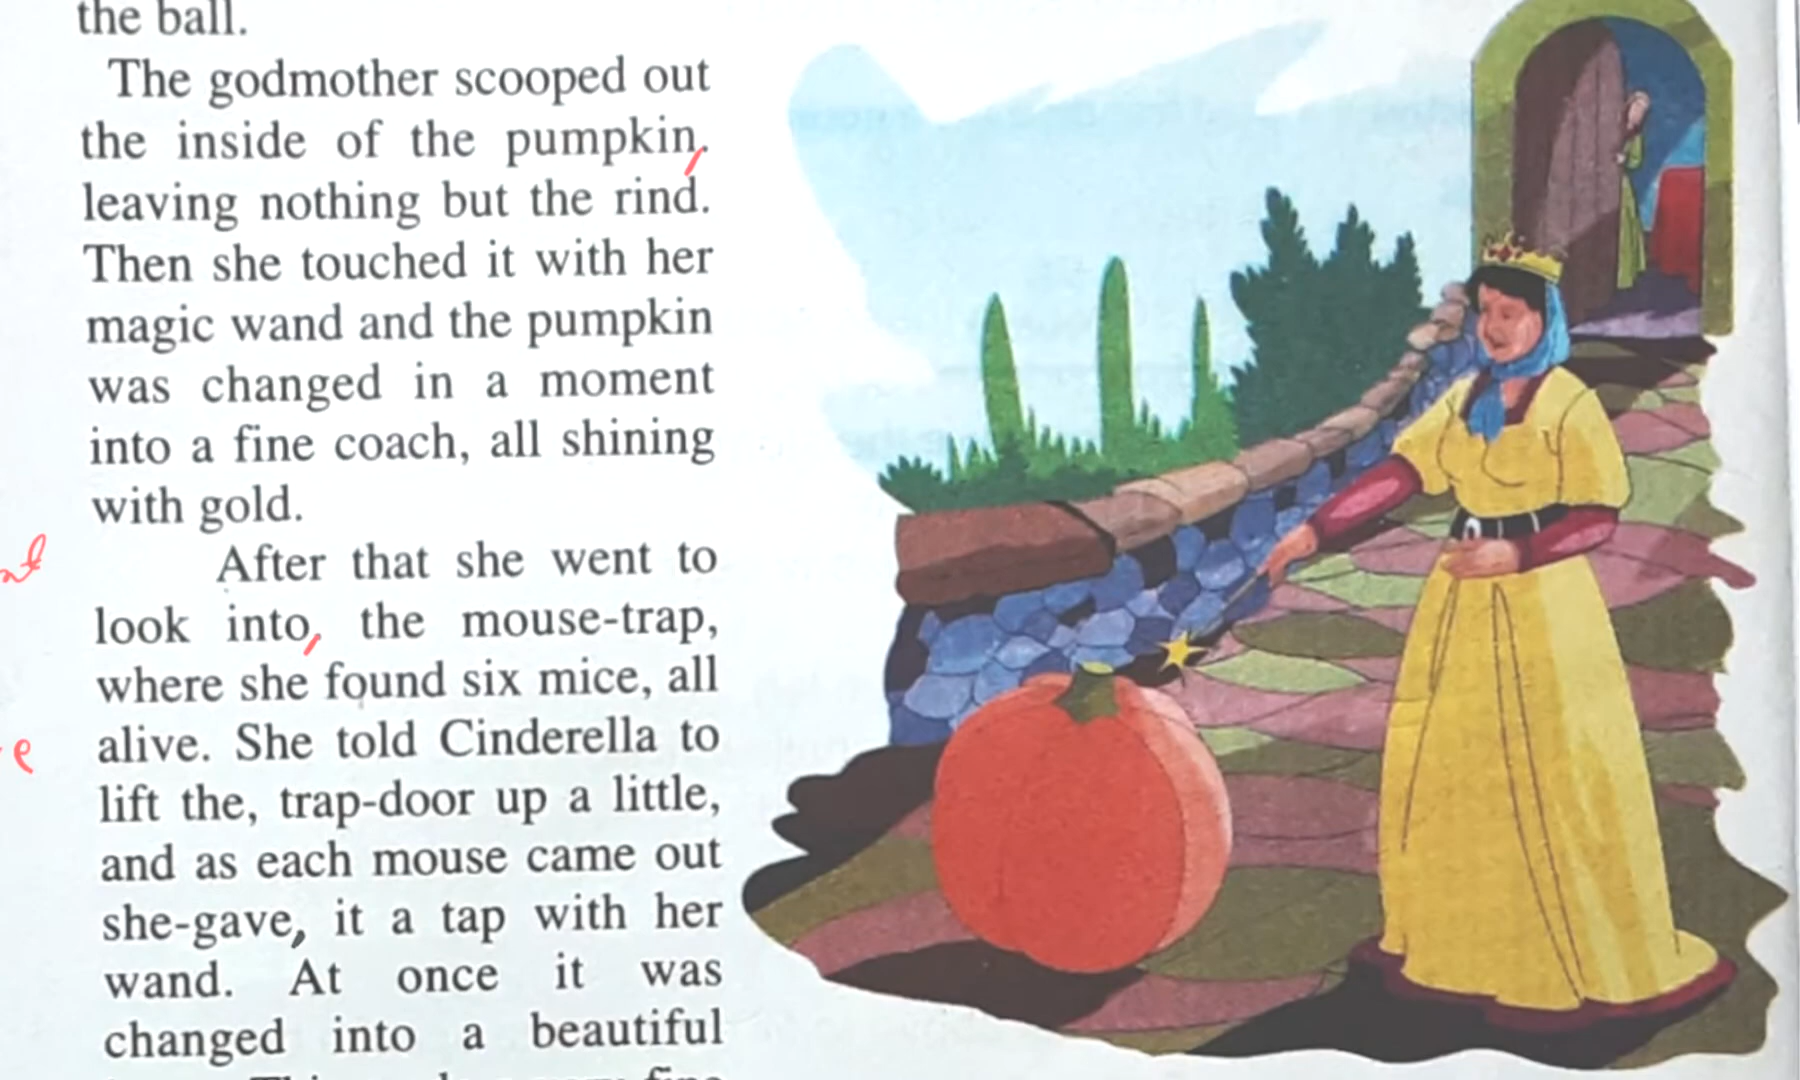 the ball.
The godmother scooped out
the inside of the pumpkin,
leaving nothing but the rind.
Then she touched it with her
magic wand and the pumpkin
was changed in a moment
into a fine coach, all shining
with gold.
After that she went to
look into, the mouse-trap,
where she found six mice, all
alive. She told Cinderella to
lift the, trap-door up a little,
and as each mouse came out
she-gave, it a tap with her
wand. At once it was
changed into a beautiful
fine